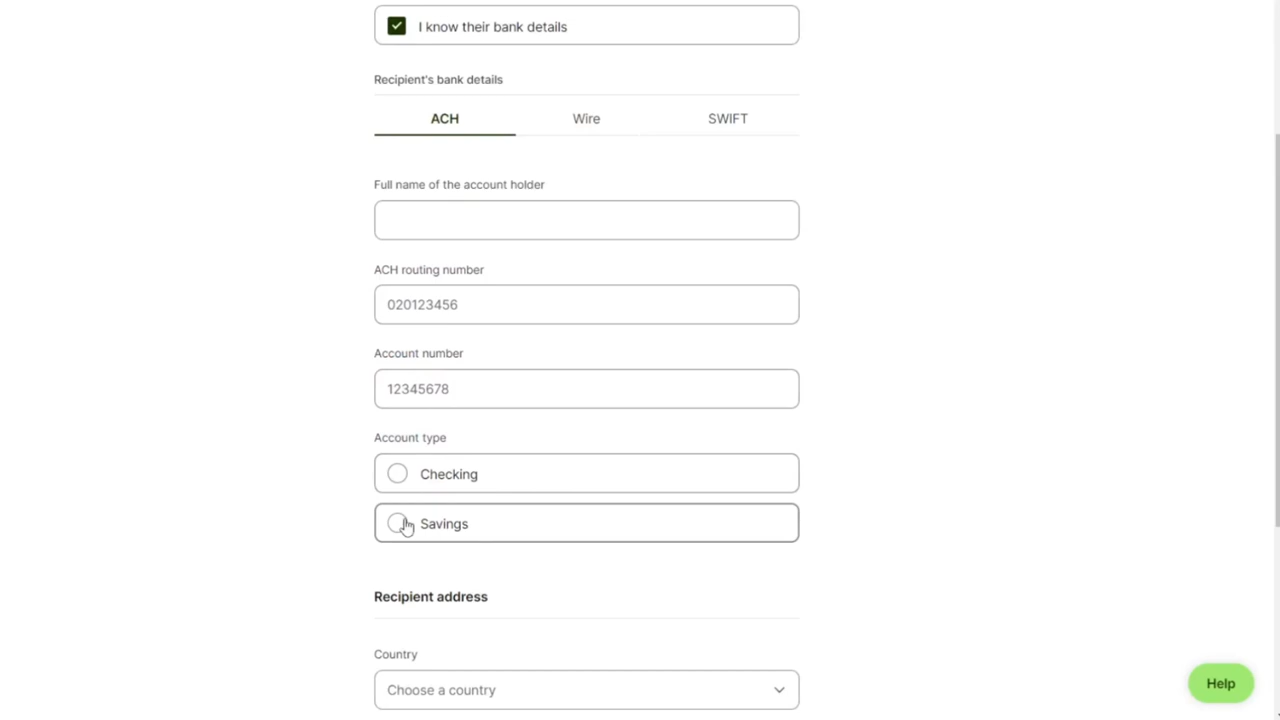 I know their bank details
Recipient's bank details
ACH Wire SWIFT
Full name of the account holder
ACH routing number
020123456
Account number
12345678
Account type
Checking
Savings
Recipient address
Country
Choose a country
Help